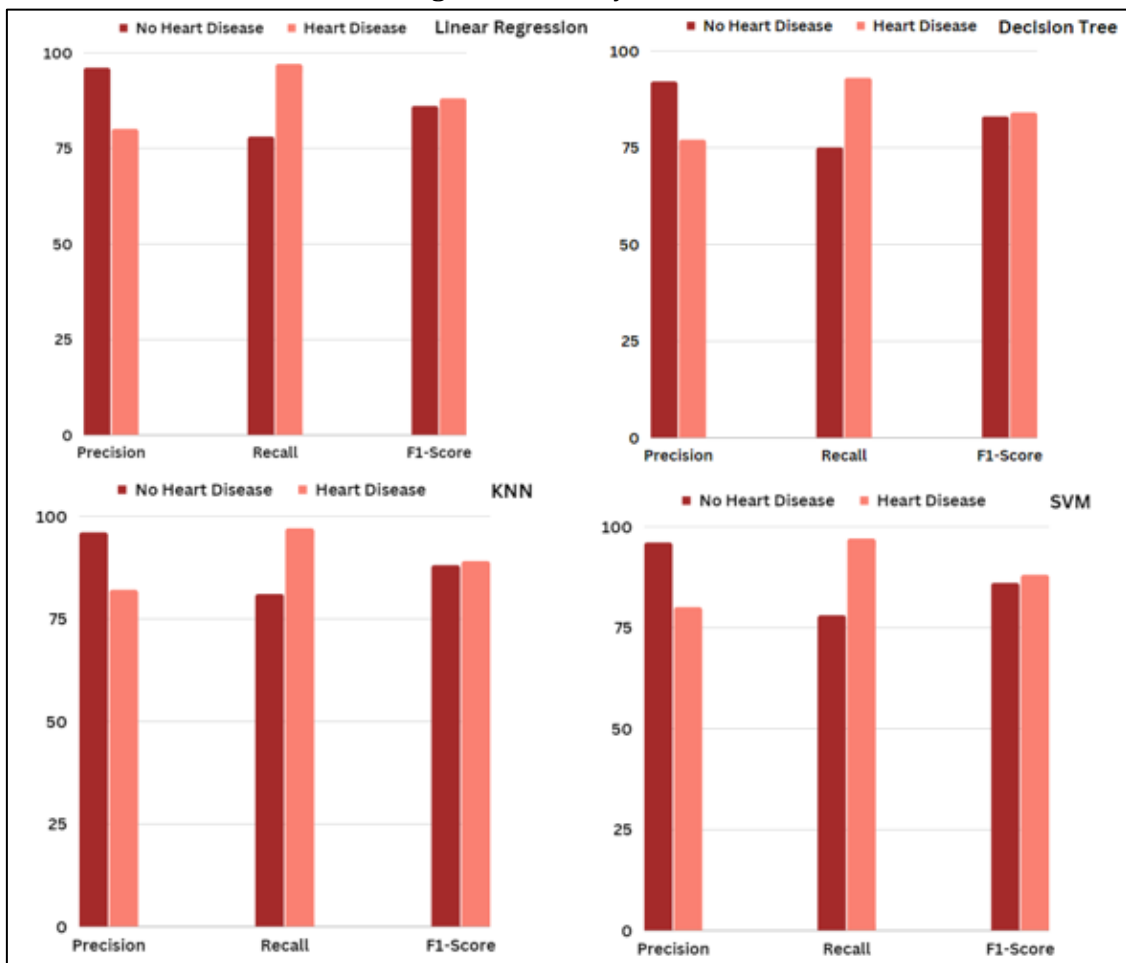 No Heart Disease Heart Disease Linear Regression
100
75
50
25
0
Precision Recall F1-Score
No Heart Disease Heart Disease Decision Tree
100
75
50
25
0
Precision Recall F1-Score
No Heart Disease Heart Disease KNN
100
75
50
25
0
Precision Recall F1-Score
No Heart Disease Heart Disease SVM
100
75
50
25
0
Precision Recall F1-Score